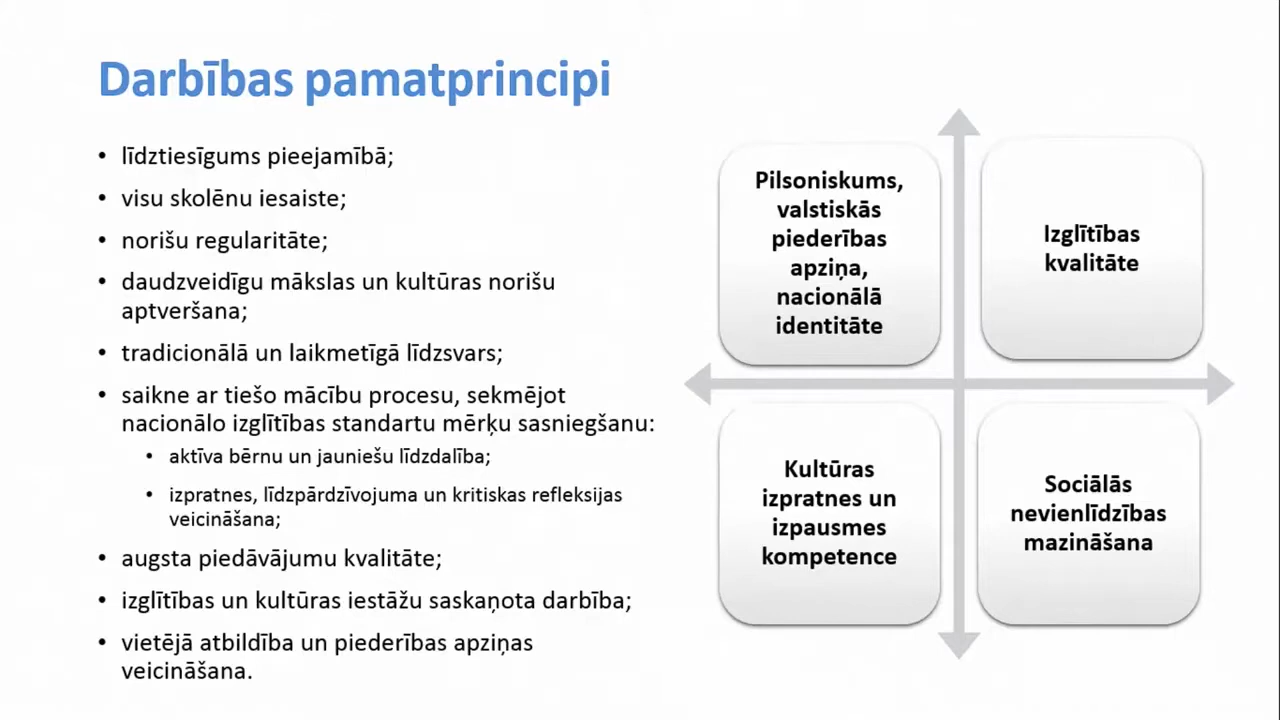 Darbības pamatprincipi
• līdztiesīgums pieejamībā;
• visu skolēnu iesaiste;
• norišu regularitāte;
• daudzveidīgu mākslas un kultūras norišu
aptveršana;
• tradicionālā un laikmetīgā līdzsvars;
• saikne ar tiešo mācību procesu, sekmējot
nacionālo izglītības standartu mērķu sasniegšanu:
• aktīva bērnu un jauniešu līdzdalība;
• izpratnes, līdzpārdzīvojuma un kritiskas refleksijas
veicināšana;
• augsta piedāvājumu kvalitāte;
• izglītības un kultūras iestāžu saskaņota darbība;
• vietējā atbildība un piederības apziņas
veicināšana.
Pilsoniskums,
valstiskās
piederības
apziņa,
nacionālā
identitāte
Izglītības
kvalitāte
Kultūras
izpratnes un
izpausmes
kompetence
Sociālās
nevienlīdzības
mazināšana